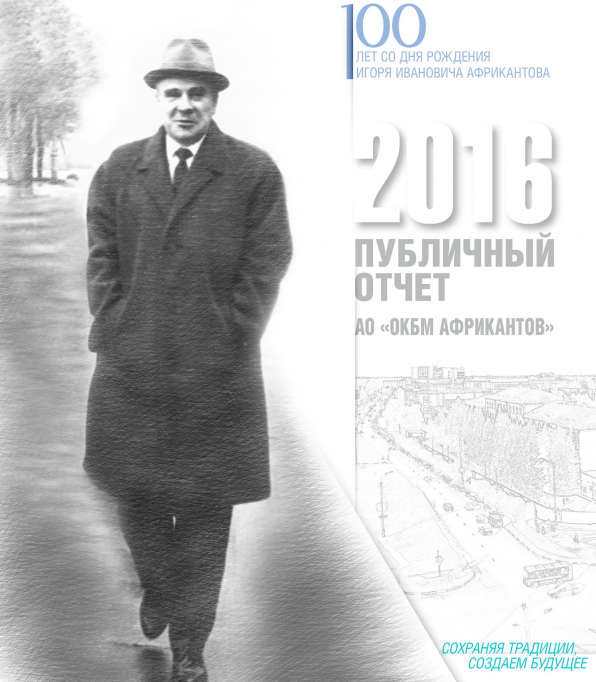 100
ЛЕТ СО ДНЯ РОЖДЕНИЯ
ИГОРЯ ИВАНОВИЧА АФРИКАНТОВА
2016
ПУБЛИЧНЫЙ
ОТЧЕТ
АО «ОКБМ АФРИКАНТОВ»
СОХРАНЯЯ ТРАДИЦИИ,
СОЗДАЕМ БУДУЩЕЕ